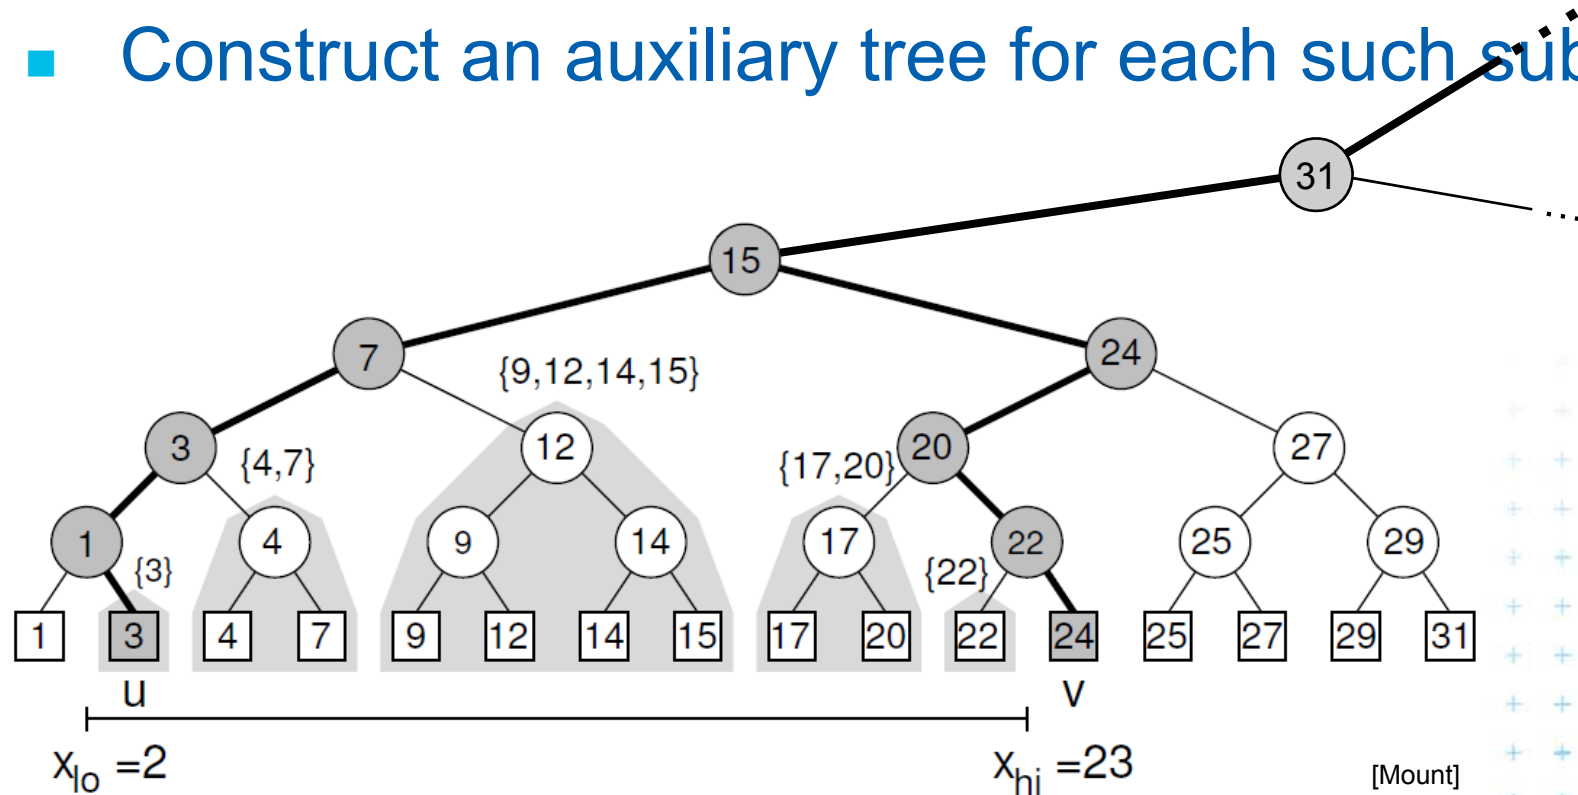 Construct an auxiliary tree for each such sub
31
15
7 24
{9,12,14,15}
3 12 20 27
{4,7} {17,20}
1 4 9 14 17 22 25 29
{3} {22}
1 3 4 7 9 12 14 15 17 20 22 24 25 27 29 31
u v
xlo =2 xhi =23
[Mount]